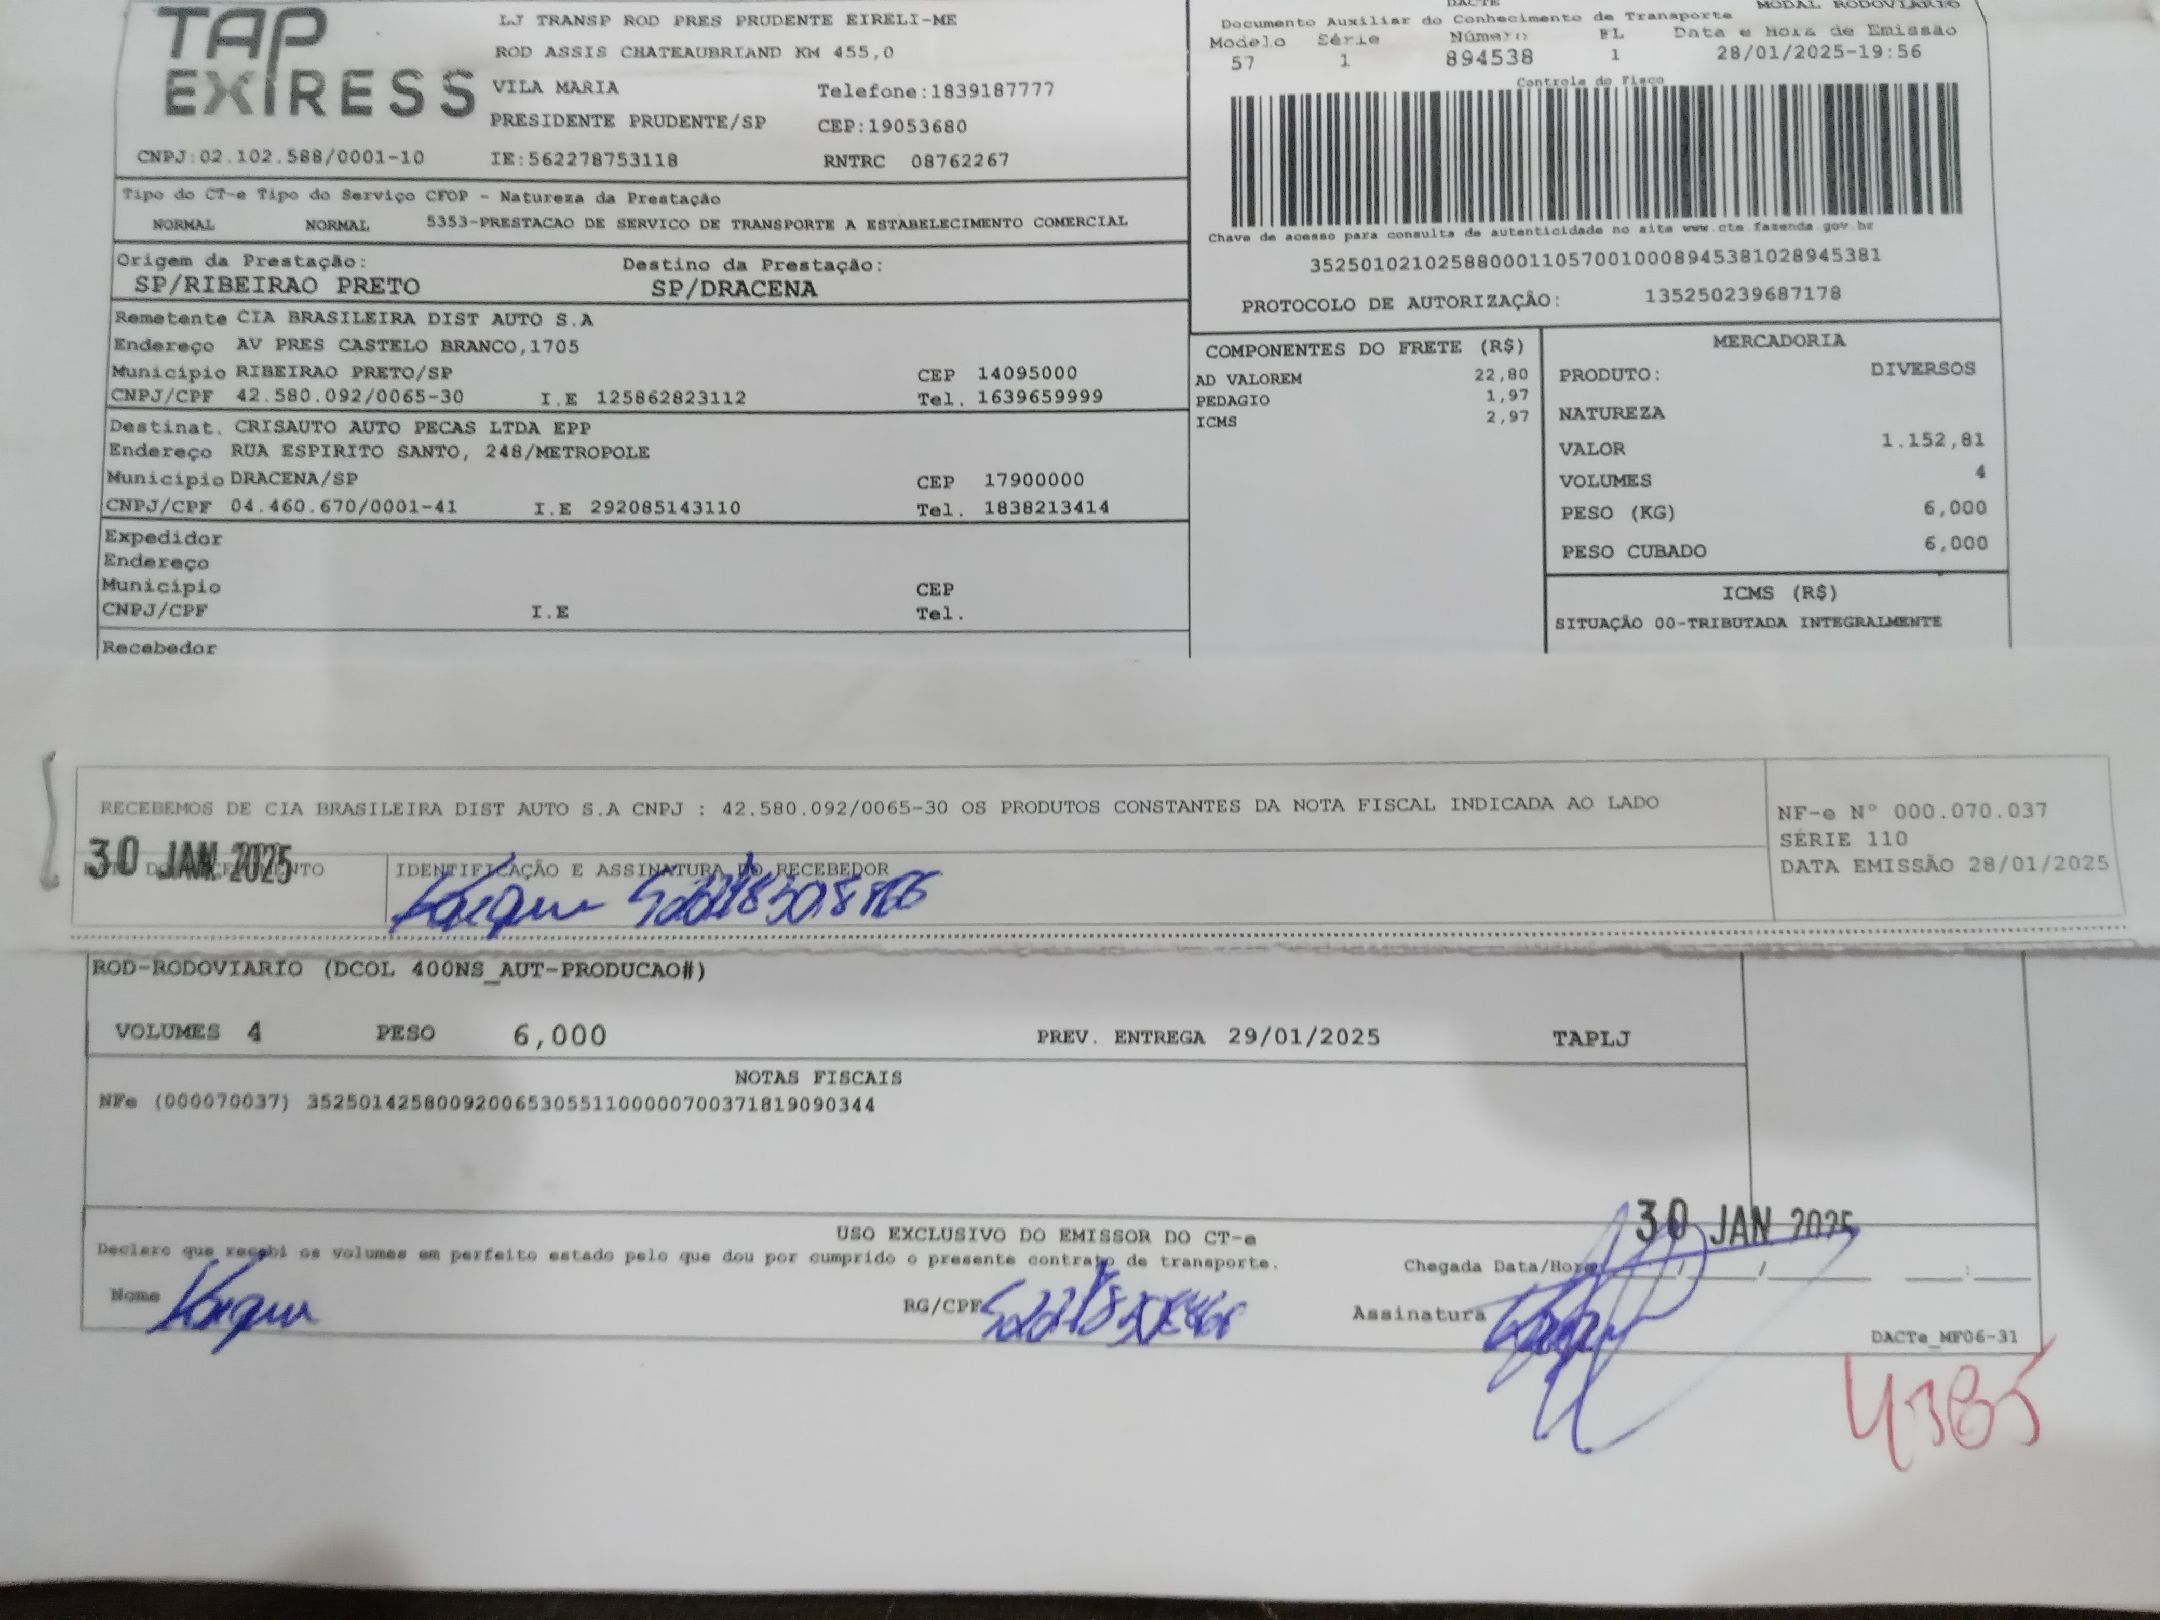 TAP EXPRESS
LJ TRANSP ROD PRES PRUDENTE EIRELI-ME
ROD ASSIS CHATEAUBRIAND KM 455,0
VILA MARIA Telefone:1839187777
PRESIDENTE PRUDENTE/SP CEP:19053680
CNPJ:02.102.588/0001-10 IE:562278753118 RNTRC 08762267
DACTE MODAL RODOVIARIO
Documento Auxiliar do Conhecimento de Transporte
Modelo Série Número FL Data e Hora de Emissão
57 1 894538 1 28/01/2025-19:56
Controle do Fisco
Chave de acesso para consulta de autenticidade no site www.cte.fazenda.gov.br
35250102102588000110570010008945381028945381
PROTOCOLO DE AUTORIZAÇÃO: 135250239687178
Tipo do CT-e Tipo do Serviço CFOP - Natureza da Prestação
NORMAL NORMAL 5353-PRESTACAO DE SERVICO DE TRANSPORTE A ESTABELECIMENTO COMERCIAL
Origem da Prestação: Destino da Prestação:
SP/RIBEIRAO PRETO SP/DRACENA
Remetente CIA BRASILEIRA DIST AUTO S.A
Endereço AV PRES CASTELO BRANCO,1705
Município RIBEIRAO PRETO/SP CEP 14095000
CNPJ/CPF 42.580.092/0065-30 I.E 125862823112 Tel. 1639659999
Destinat. CRISAUTO AUTO PECAS LTDA EPP
Endereço RUA ESPIRITO SANTO, 248/METROPOLE
Município DRACENA/SP CEP 17900000
CNPJ/CPF 04.460.670/0001-41 I.E 292085143110 Tel. 1838213414
Expedidor
Endereço
Município CEP
CNPJ/CPF I.E Tel.
Recebedor
COMPONENTES DO FRETE (R$)
AD VALOREM 22,80
PEDAGIO 1,97
ICMS 2,97
MERCADORIA
PRODUTO: DIVERSOS
NATUREZA
VALOR 1.152,81
VOLUMES 4
PESO (KG) 6,000
PESO CUBADO 6,000
ICMS (R$)
SITUAÇÃO 00-TRIBUTADA INTEGRALMENTE
RECEBEMOS DE CIA BRASILEIRA DIST AUTO S.A CNPJ : 42.580.092/0065-30 OS PRODUTOS CONSTANTES DA NOTA FISCAL INDICADA AO LADO
NF-e Nº 000.070.037
SÉRIE 110
DATA EMISSÃO 28/01/2025
30 JAN 2025
IDENTIFICAÇÃO E ASSINATURA DO RECEBEDOR
ROD-RODOVIARIO (DCOL 400NS_AUT-PRODUCAO#)
VOLUMES 4 PESO 6,000 PREV. ENTREGA 29/01/2025 TAPLJ
NOTAS FISCAIS
NFe (000070037) 35250142580092006530551100000700371819090344
30 JAN 2025
USO EXCLUSIVO DO EMISSOR DO CT-e
Declaro que recebi os volumes em perfeito estado pelo que dou por cumprido o presente contrato de transporte.
Chegada Data/Hora
Nome RG/CPF Assinatura
DACTe_MF06-31
4385